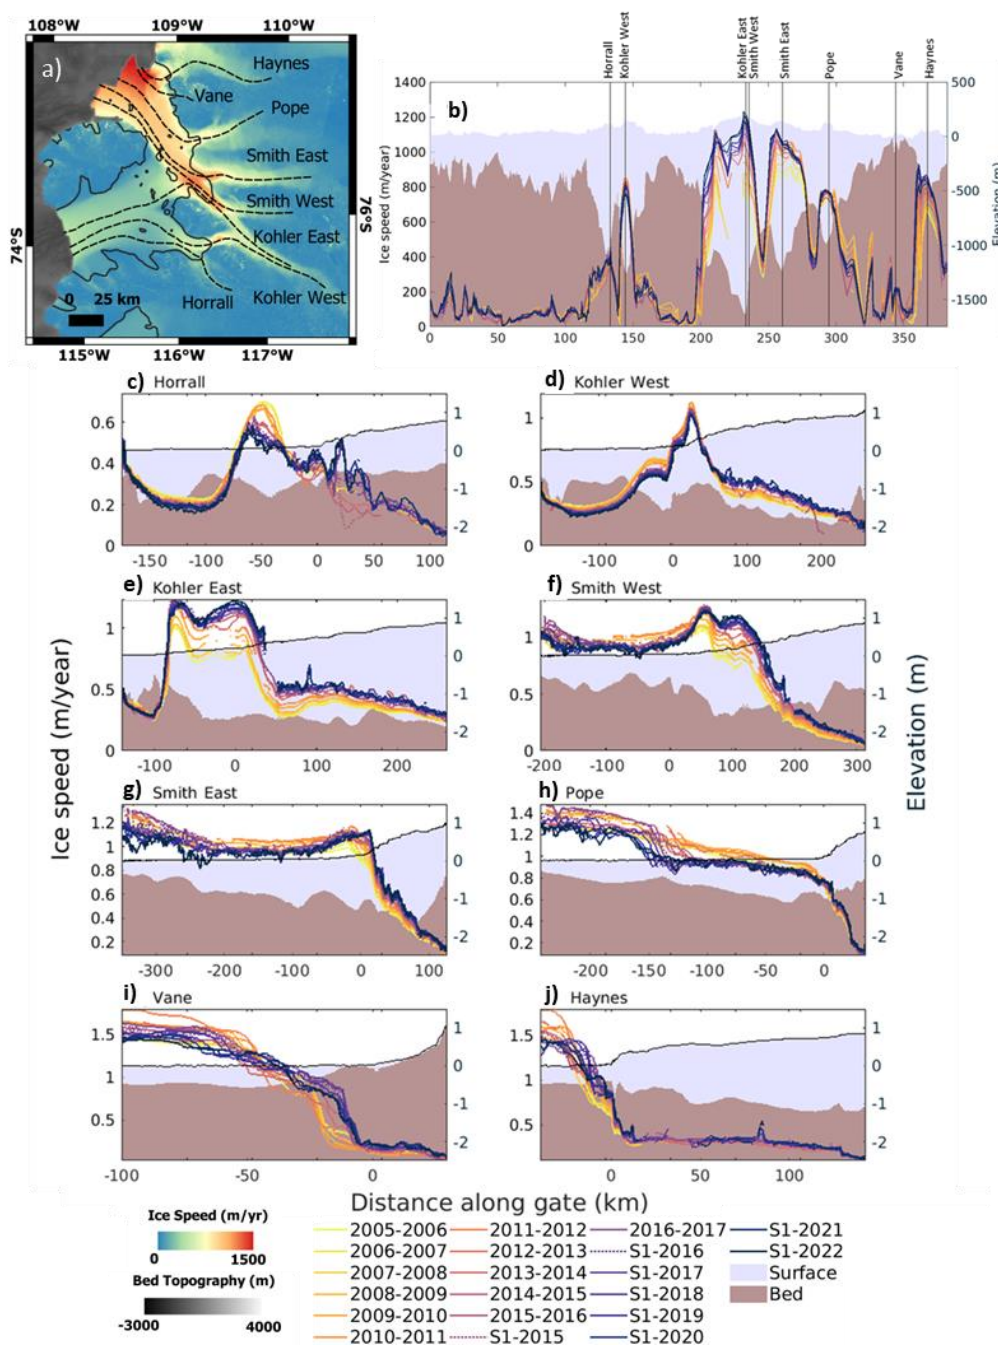 108°W 109°W 110°W
a)
Haynes
Vane
Pope
Smith East
Smith West
Kohler East
Kohler West
Horrall
0 25 km
74°S
76°S
115°W 116°W 117°W
b)
Horrall
Kohler West
Kohler East
Smith West
Smith East
Pope
Vane
Haynes
1400
1200
1000
800
600
400
200
0
Ice speed (m/year)
500
0
-500
-1000
-1500
Elevation (m)
0 50 100 150 200 250 300 350
c) Horrall
0.6
0.4
0.2
0
1
0
-1
-2
-150 -100 -50 0 50 100
d) Kohler West
1
0.5
0
1
0
-1
-2
-100 0 100 200
e) Kohler East
1
0.5
0
1
0
-1
-2
-100 0 100 200
f) Smith West
1
0.5
0
1
0
-1
-2
-200 -100 0 100 200 300
g) Smith East
1.2
1
0.8
0.6
0.4
0.2
1
0
-1
-2
-300 -200 -100 0 100
h) Pope
1.4
1.2
1
0.8
0.6
0.4
0.2
1
0
-1
-2
-200 -150 -100 -50 0
i) Vane
1.5
1
0.5
1
0
-1
-2
-100 -50 0
j) Haynes
1.5
1
0.5
1
0
-1
-2
0 50 100
Ice speed (m/year)
Elevation (m)
Distance along gate (km)
Ice Speed (m/yr)
0 1500
Bed Topography (m)
-3000 4000
2005-2006
2006-2007
2007-2008
2008-2009
2009-2010
2010-2011
2011-2012
2012-2013
2013-2014
2014-2015
2015-2016
S1-2015
2016-2017
S1-2016
S1-2017
S1-2018
S1-2019
S1-2020
S1-2021
S1-2022
Surface
Bed